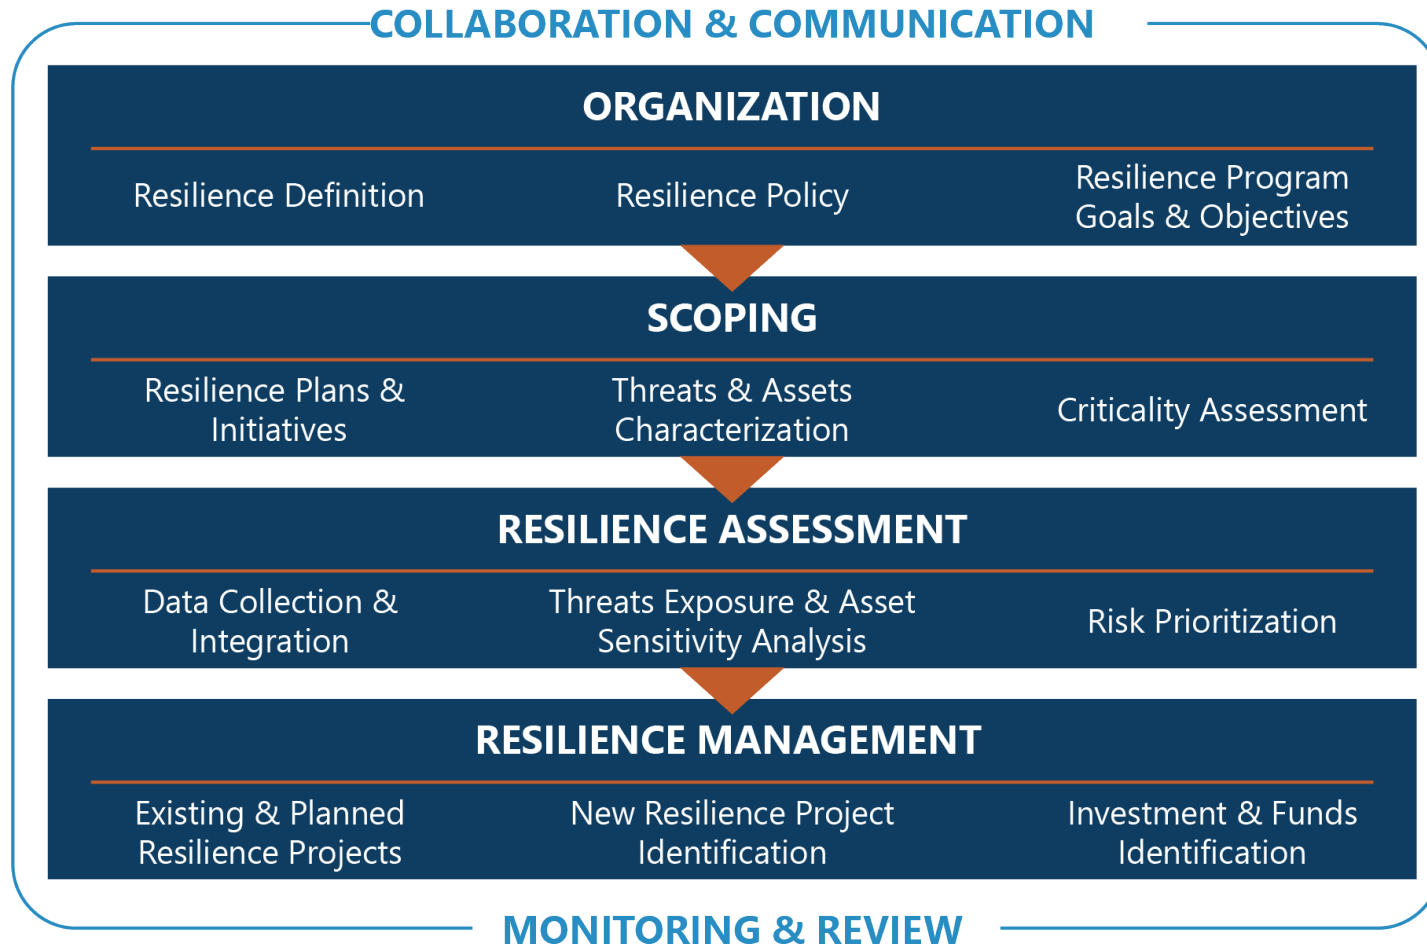 COLLABORATION & COMMUNICATION
ORGANIZATION
Resilience Definition
Resilience Policy
Resilience Program
Goals & Objectives
SCOPING
Resilience Plans &
Initiatives
Threats & Assets
Characterization
Criticality Assessment
RESILIENCE ASSESSMENT
Data Collection &
Integration
Threats Exposure & Asset
Sensitivity Analysis
Risk Prioritization
RESILIENCE MANAGEMENT
Existing & Planned
Resilience Projects
New Resilience Project
Identification
Investment & Funds
Identification
MONITORING & REVIEW